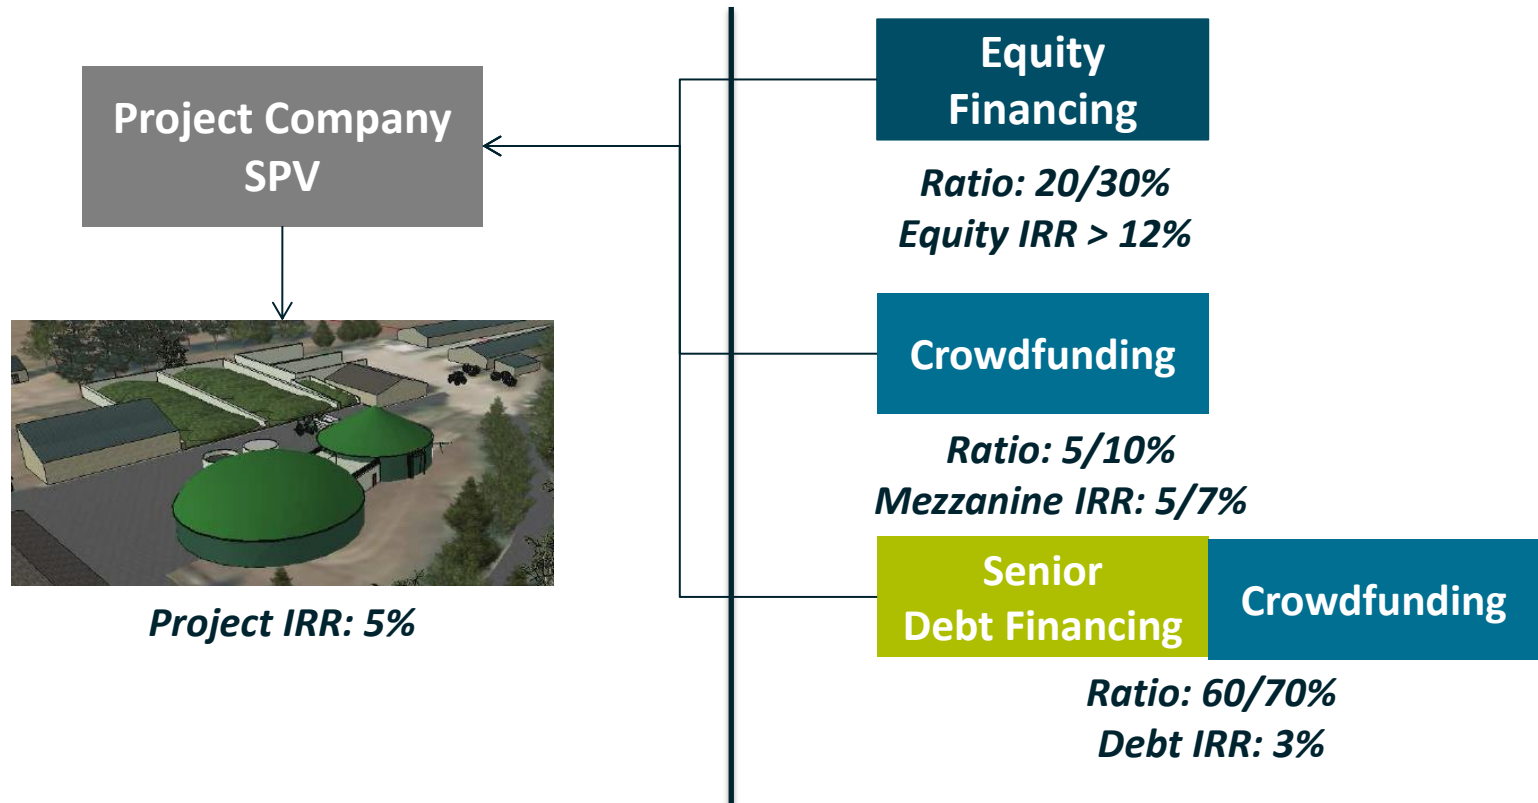 Project Company
SPV
Project IRR: 5%
Equity
Financing
Ratio: 20/30%
Equity IRR > 12%
Crowdfunding
Ratio: 5/10%
Mezzanine IRR: 5/7%
Senior
Debt Financing
Crowdfunding
Ratio: 60/70%
Debt IRR: 3%